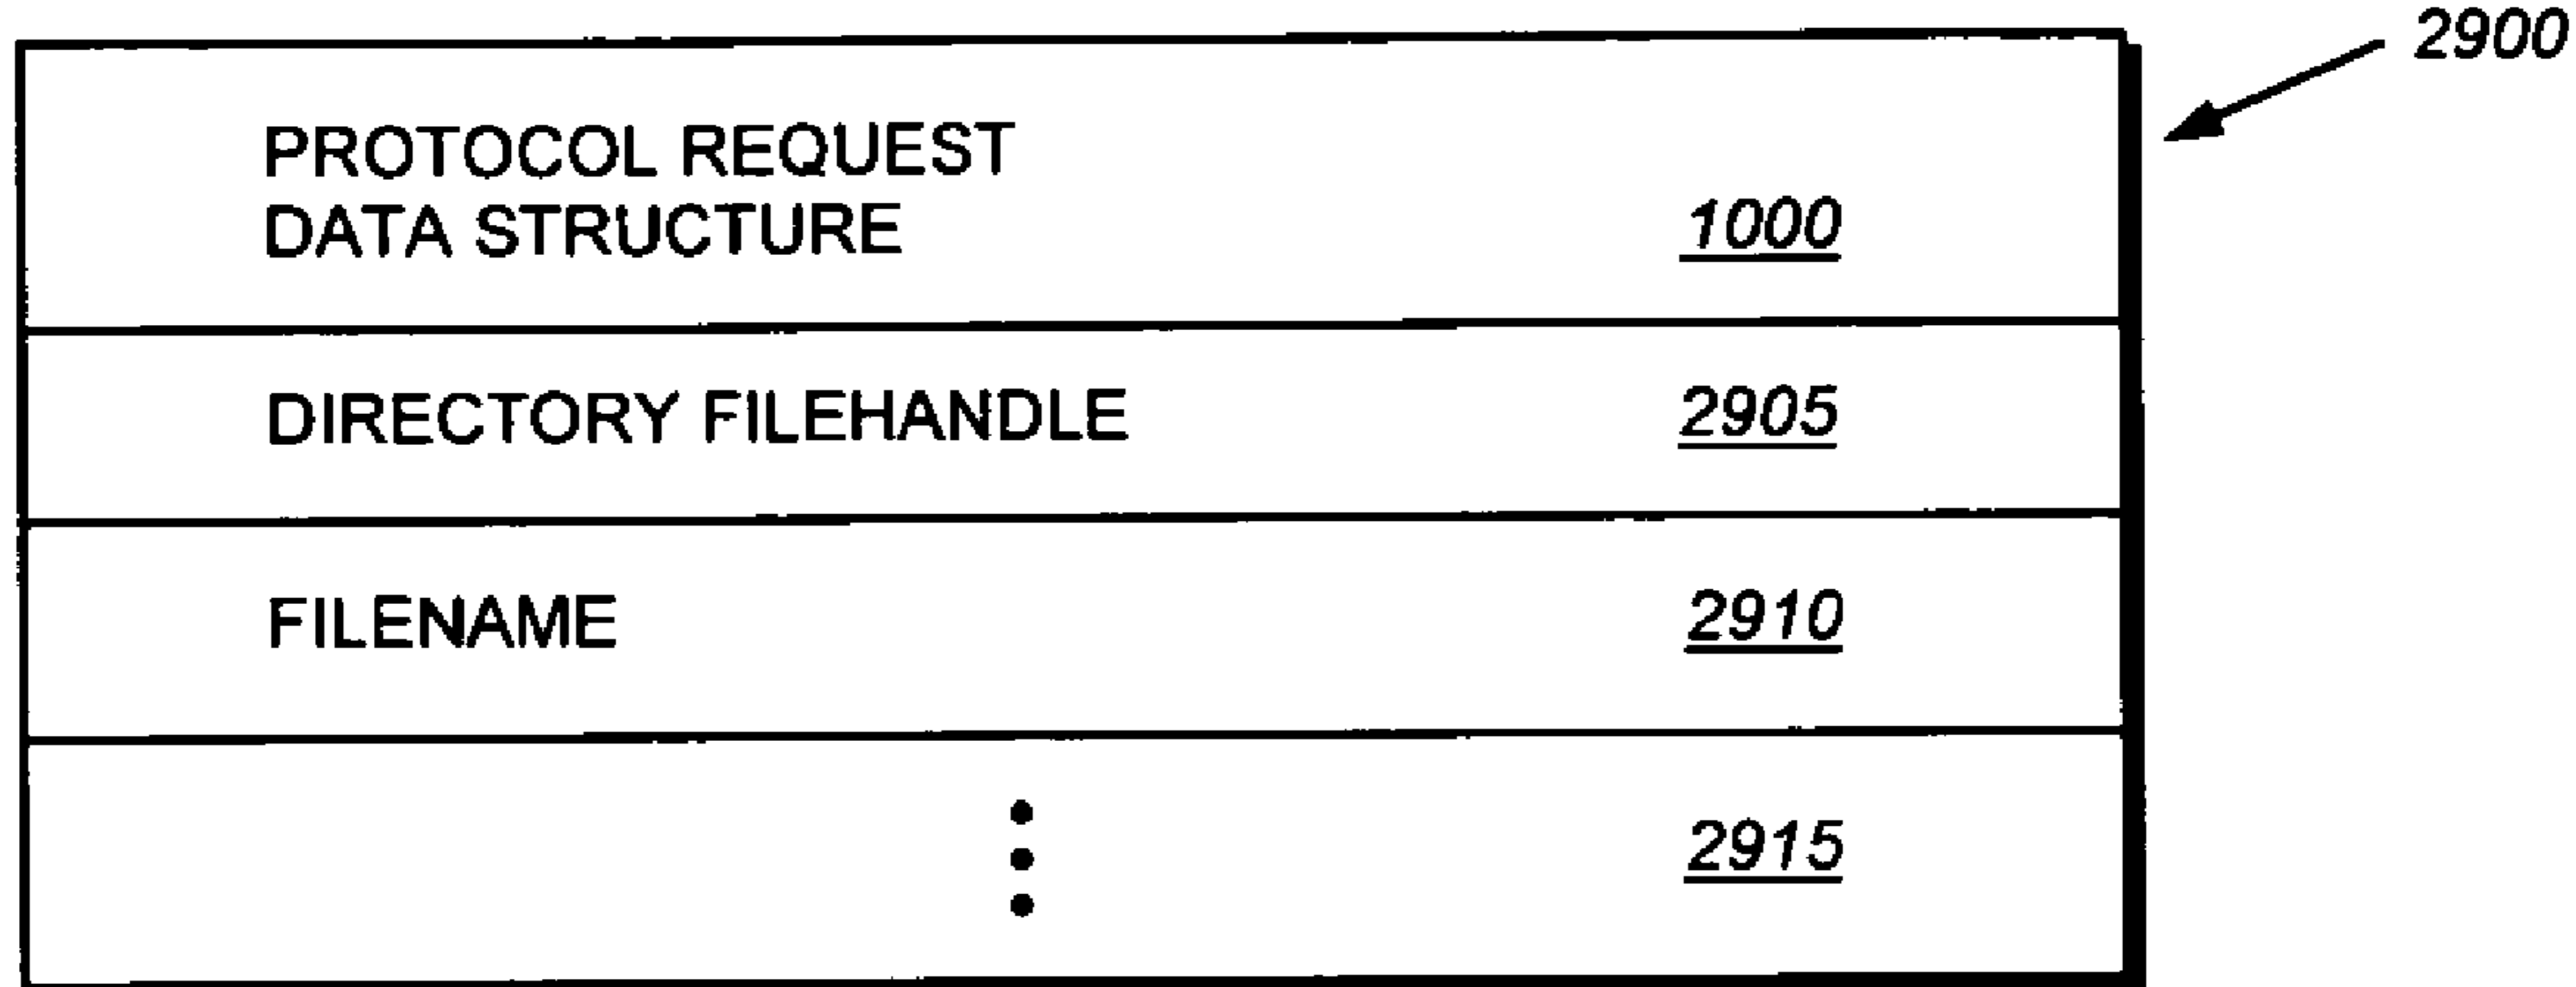 2900
PROTOCOL REQUEST
DATA STRUCTURE 1000
DIRECTORY FILEHANDLE 2905
FILENAME 2910
2915